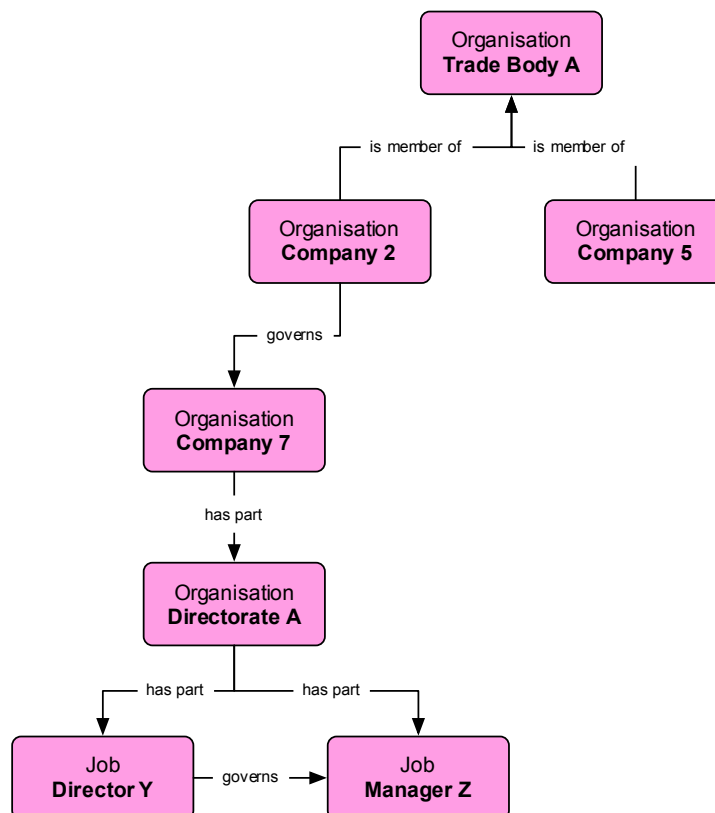 Organisation
Trade Body A
is member of
is member of
Organisation
Company 2
Organisation
Company 5
governs
Organisation
Company 7
has part
Organisation
Directorate A
has part
has part
Job
Director Y
governs
Job
Manager Z